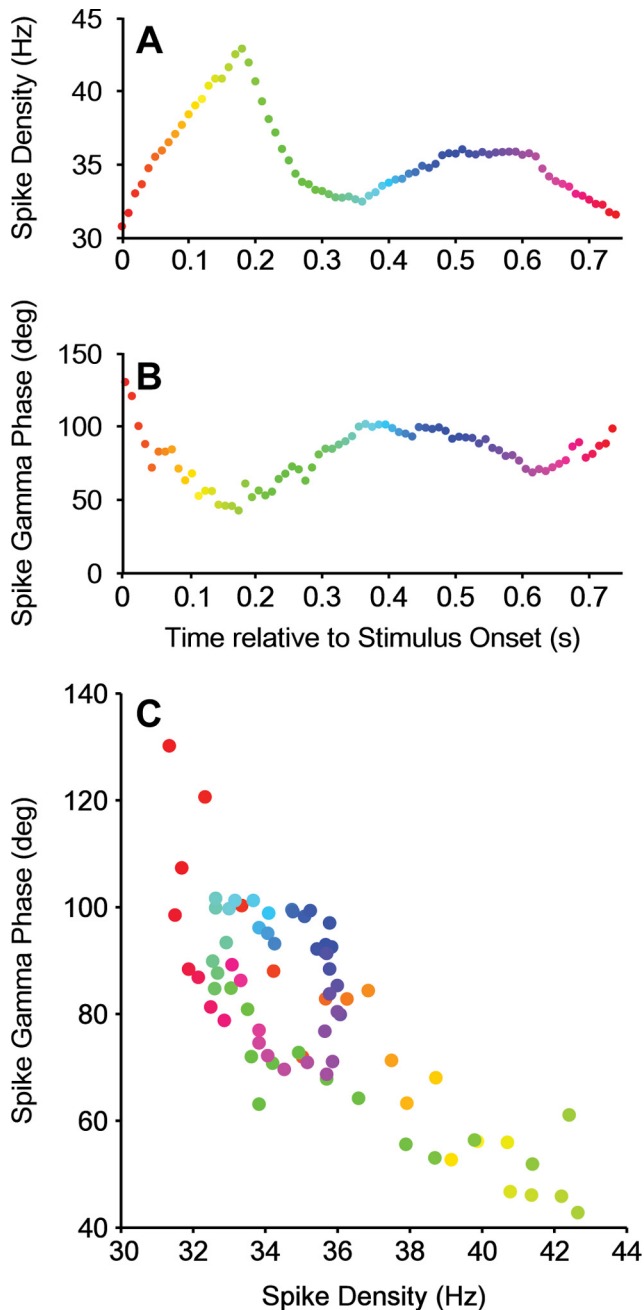 A
Spike Density (Hz)
45
40
35
30
0 0.1 0.2 0.3 0.4 0.5 0.6 0.7
B
Spike Gamma Phase (deg)
150
100
50
0
0 0.1 0.2 0.3 0.4 0.5 0.6 0.7
Time relative to Stimulus Onset (s)
C
Spike Gamma Phase (deg)
140
120
100
80
60
40
30 32 34 36 38 40 42 44
Spike Density (Hz)